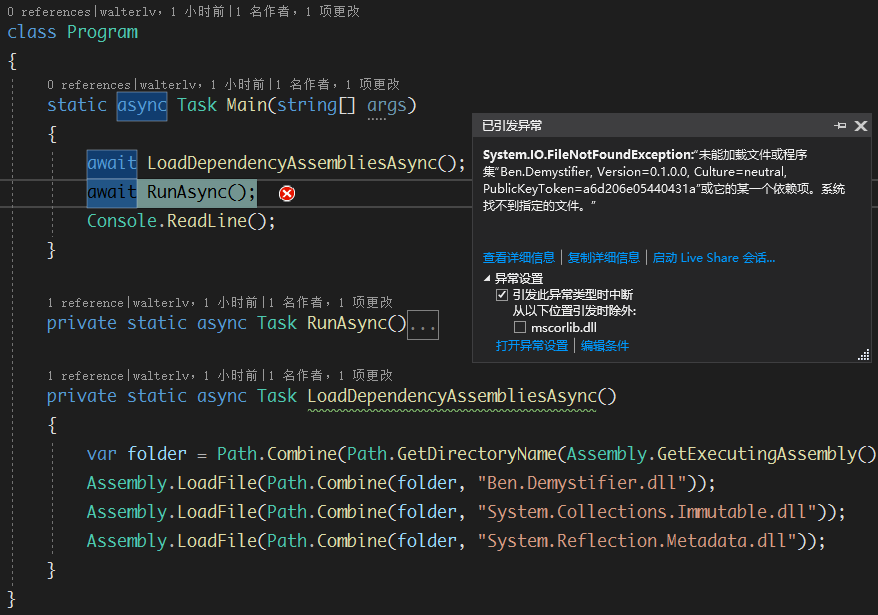 0 references|walterlv，1 小时前|1 名作者，1 项更改
class Program
{
0 references|walterlv，1 小时前|1 名作者，1 项更改
static async Task Main(string[] args)
{
await LoadDependencyAssembliesAsync();
await RunAsync();
Console.ReadLine();
}
1 reference|walterlv，1 小时前|1 名作者，1 项更改
private static async Task RunAsync()...
1 reference|walterlv，1 小时前|1 名作者，1 项更改
private static async Task LoadDependencyAssembliesAsync()
{
var folder = Path.Combine(Path.GetDirectoryName(Assembly.GetExecutingAssembly()
Assembly.LoadFile(Path.Combine(folder, "Ben.Demystifier.dll"));
Assembly.LoadFile(Path.Combine(folder, "System.Collections.Immutable.dll"));
Assembly.LoadFile(Path.Combine(folder, "System.Reflection.Metadata.dll"));
}
}
已引发异常
System.IO.FileNotFoundException:“未能加载文件或程序
集“Ben.Demystifier, Version=0.1.0.0, Culture=neutral,
PublicKeyToken=a6d206e05440431a”或它的某一个依赖项。系统
找不到指定的文件。”
查看详细信息 | 复制详细信息 | 启动 Live Share 会话...
异常设置
引发此异常类型时中断
从以下位置引发时除外:
mscorlib.dll
打开异常设置 | 编辑条件